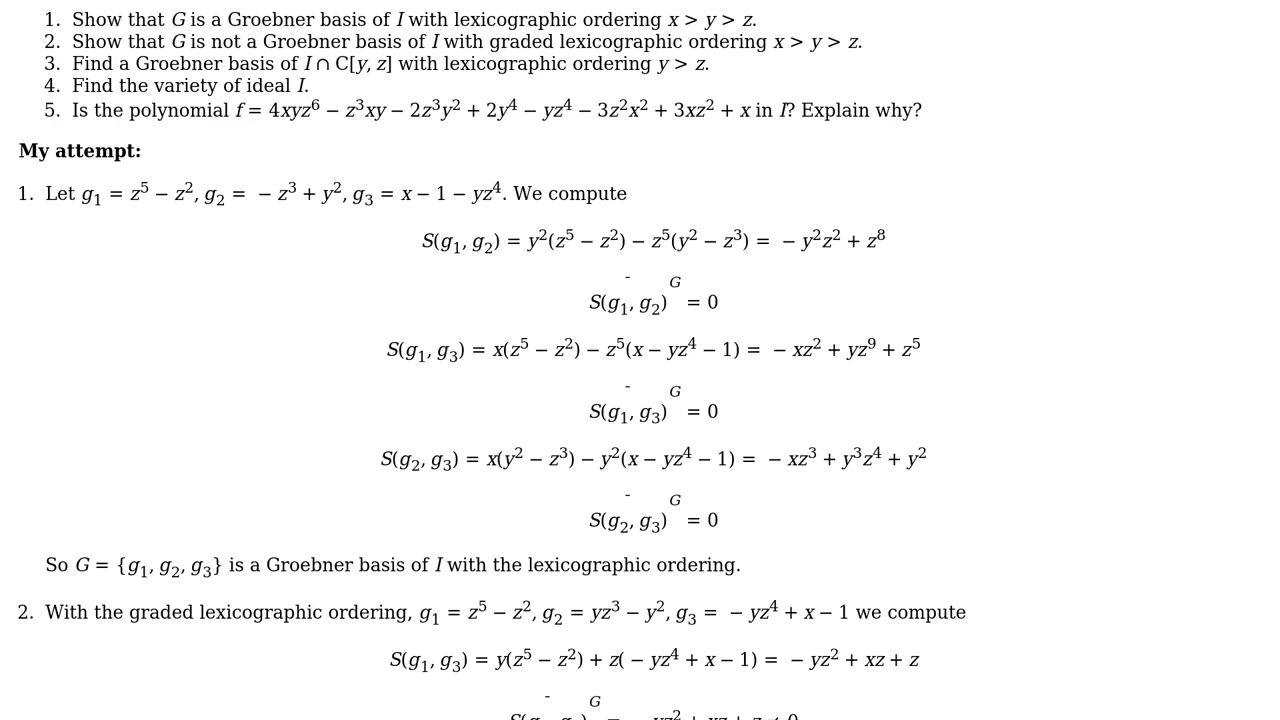 1. Show that G is a Groebner basis of I with lexicographic ordering x > y > z.
2. Show that G is not a Groebner basis of I with graded lexicographic ordering x > y > z.
3. Find a Groebner basis of I ∩ C[y, z] with lexicographic ordering y > z.
4. Find the variety of ideal I.
5. Is the polynomial f = 4xyz⁶ − z³xy − 2z³y² + 2y⁴ − yz⁴ − 3z²x² + 3xz² + x in I? Explain why?
My attempt:
1. Let g₁ = z⁵ − z², g₂ = − z³ + y², g₃ = x − 1 − yz⁴. We compute
S(g₁, g₂) = y²(z⁵ − z²) − z⁵(y² − z³) = − y²z² + z⁸
- G
S(g₁, g₂) = 0
S(g₁, g₃) = x(z⁵ − z²) − z⁵(x − yz⁴ − 1) = − xz² + yz⁹ + z⁵
- G
S(g₁, g₃) = 0
S(g₂, g₃) = x(y² − z³) − y²(x − yz⁴ − 1) = − xz³ + y³z⁴ + y²
- G
S(g₂, g₃) = 0
So G = {g₁, g₂, g₃} is a Groebner basis of I with the lexicographic ordering.
2. With the graded lexicographic ordering, g₁ = z⁵ − z², g₂ = yz³ − y², g₃ = − yz⁴ + x − 1 we compute
S(g₁, g₃) = y(z⁵ − z²) + z( − yz⁴ + x − 1) = − yz² + xz + z
- G